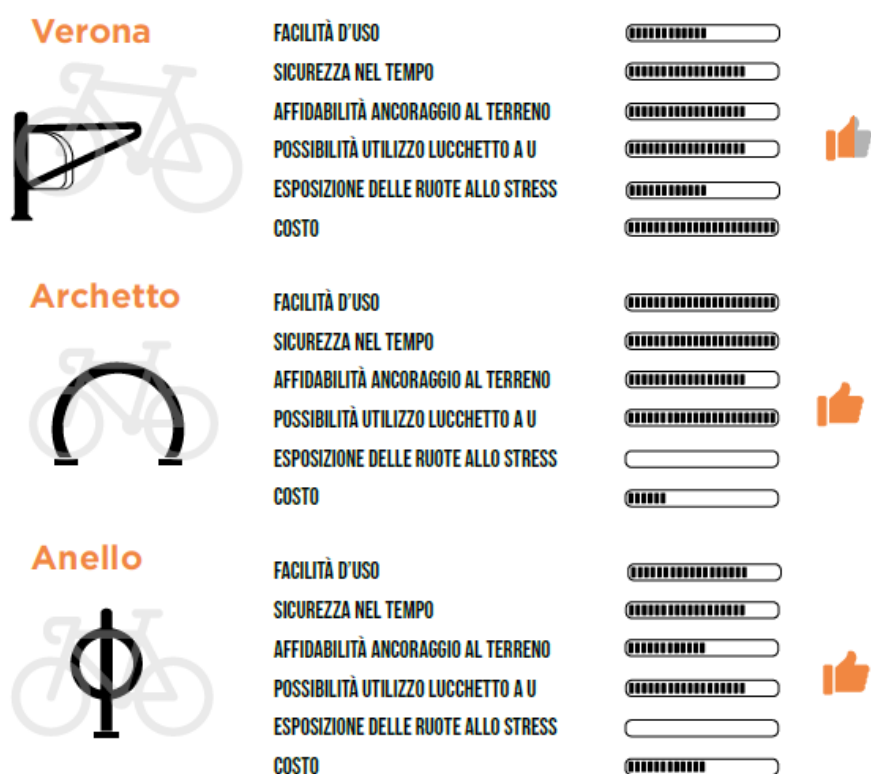 Verona
FACILITÀ D'USO
SICUREZZA NEL TEMPO
AFFIDABILITÀ ANCORAGGIO AL TERRENO
POSSIBILITÀ UTILIZZO LUCCHETTO A U
ESPOSIZIONE DELLE RUOTE ALLO STRESS
COSTO
Archetto
FACILITÀ D'USO
SICUREZZA NEL TEMPO
AFFIDABILITÀ ANCORAGGIO AL TERRENO
POSSIBILITÀ UTILIZZO LUCCHETTO A U
ESPOSIZIONE DELLE RUOTE ALLO STRESS
COSTO
Anello
FACILITÀ D'USO
SICUREZZA NEL TEMPO
AFFIDABILITÀ ANCORAGGIO AL TERRENO
POSSIBILITÀ UTILIZZO LUCCHETTO A U
ESPOSIZIONE DELLE RUOTE ALLO STRESS
COSTO